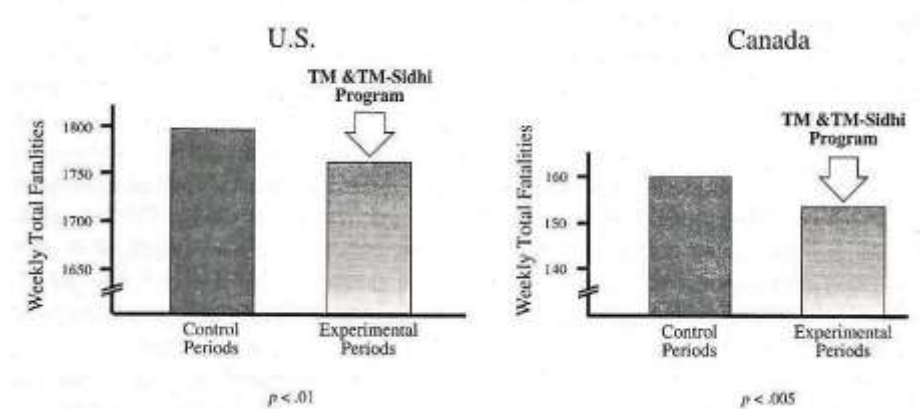 U.S.
TM &TM-Sidhi
Program
Weekly Total Fatalities
1800
1750
1700
1650
Control
Periods
Experimental
Periods
p < .01
Canada
TM &TM-Sidhi
Program
Weekly Total Fatalities
160
150
140
Control
Periods
Experimental
Periods
p < .005